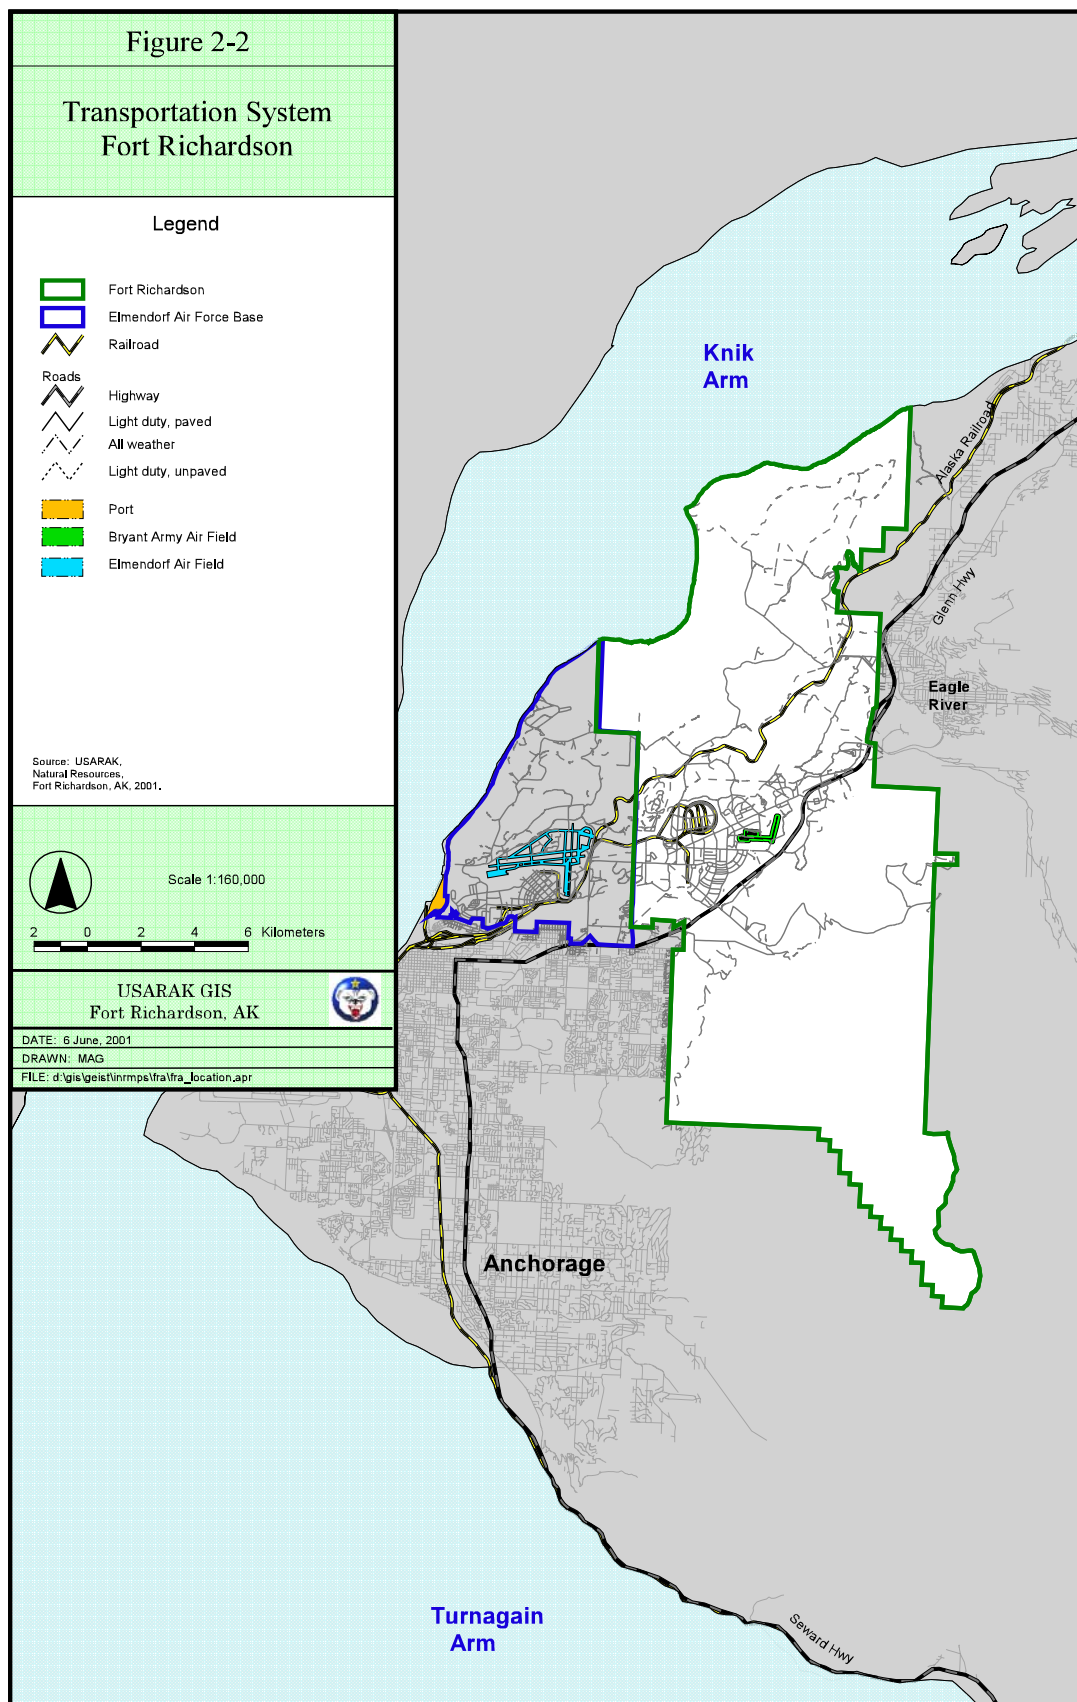 Figure 2-2
Transportation System
Fort Richardson
Legend
Fort Richardson
Elmendorf Air Force Base
Railroad
Roads
Highway
Light duty, paved
All weather
Light duty, unpaved
Port
Bryant Army Air Field
Elmendorf Air Field
Source: USARAK,
Natural Resources,
Fort Richardson, AK, 2001.
Scale 1:160,000
2 0 2 4 6 Kilometers
USARAK GIS
Fort Richardson, AK
DATE: 6 June, 2001
DRAWN: MAG
FILE: d:\gis\geist\inrmps\fra\fra_location.apr
Knik
Arm
Alaska Railroad
Glenn Hwy
Eagle
River
Anchorage
Turnagain
Arm
Seward Hwy